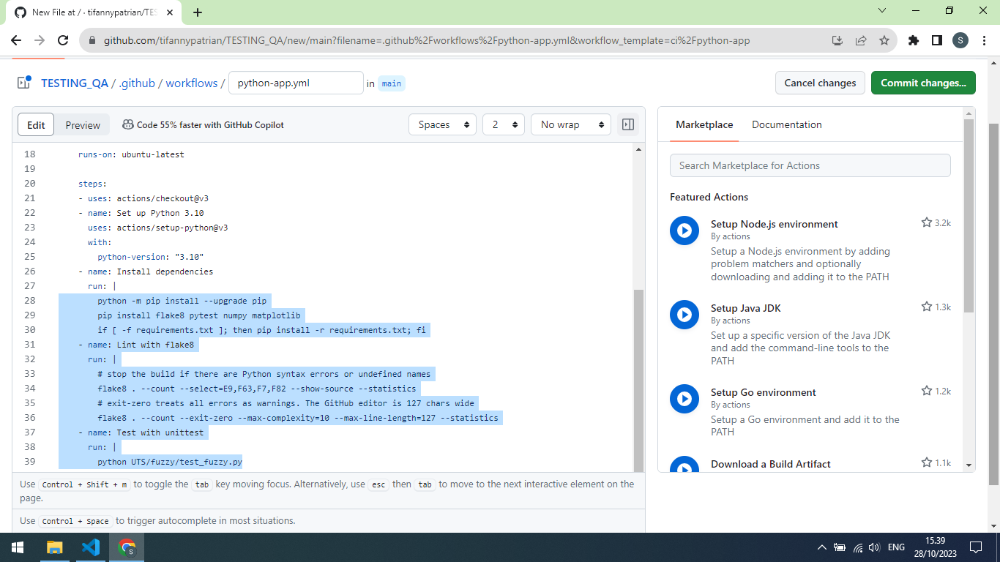 New File at / · tifannypatrian/TES
github.com/tifannypatrian/TESTING_QA/new/main?filename=.github%2Fworkflows%2Fpython-app.yml&workflow_template=ci%2Fpython-app
S
TESTING_QA / .github / workflows / python-app.yml in main
Cancel changes
Commit changes...
Edit
Preview
Code 55% faster with GitHub Copilot
Spaces
2
No wrap
18 runs-on: ubuntu-latest
19
20 steps:
21 - uses: actions/checkout@v3
22 - name: Set up Python 3.10
23 uses: actions/setup-python@v3
24 with:
25 python-version: "3.10"
26 - name: Install dependencies
27 run: |
28 python -m pip install --upgrade pip
29 pip install flake8 pytest numpy matplotlib
30 if [ -f requirements.txt ]; then pip install -r requirements.txt; fi
31 - name: Lint with flake8
32 run: |
33 # stop the build if there are Python syntax errors or undefined names
34 flake8 . --count --select=E9,F63,F7,F82 --show-source --statistics
35 # exit-zero treats all errors as warnings. The GitHub editor is 127 chars wide
36 flake8 . --count --exit-zero --max-complexity=10 --max-line-length=127 --statistics
37 - name: Test with unittest
38 run: |
39 python UTS/fuzzy/test_fuzzy.py
Use Control + Shift + m to toggle the tab key moving focus. Alternatively, use esc then tab to move to the next interactive element on the
page.
Use Control + Space to trigger autocomplete in most situations.
Marketplace
Documentation
Search Marketplace for Actions
Featured Actions
Setup Node.js environment
3.2k
By actions
Setup a Node.js environment by adding
problem matchers and optionally
downloading and adding it to the PATH
Setup Java JDK
1.3k
By actions
Set up a specific version of the Java JDK
and add the command-line tools to the
PATH
Setup Go environment
1.2k
By actions
Setup a Go environment and add it to the
PATH
Download a Build Artifact
1.1k
S
ENG
15.39
28/10/2023